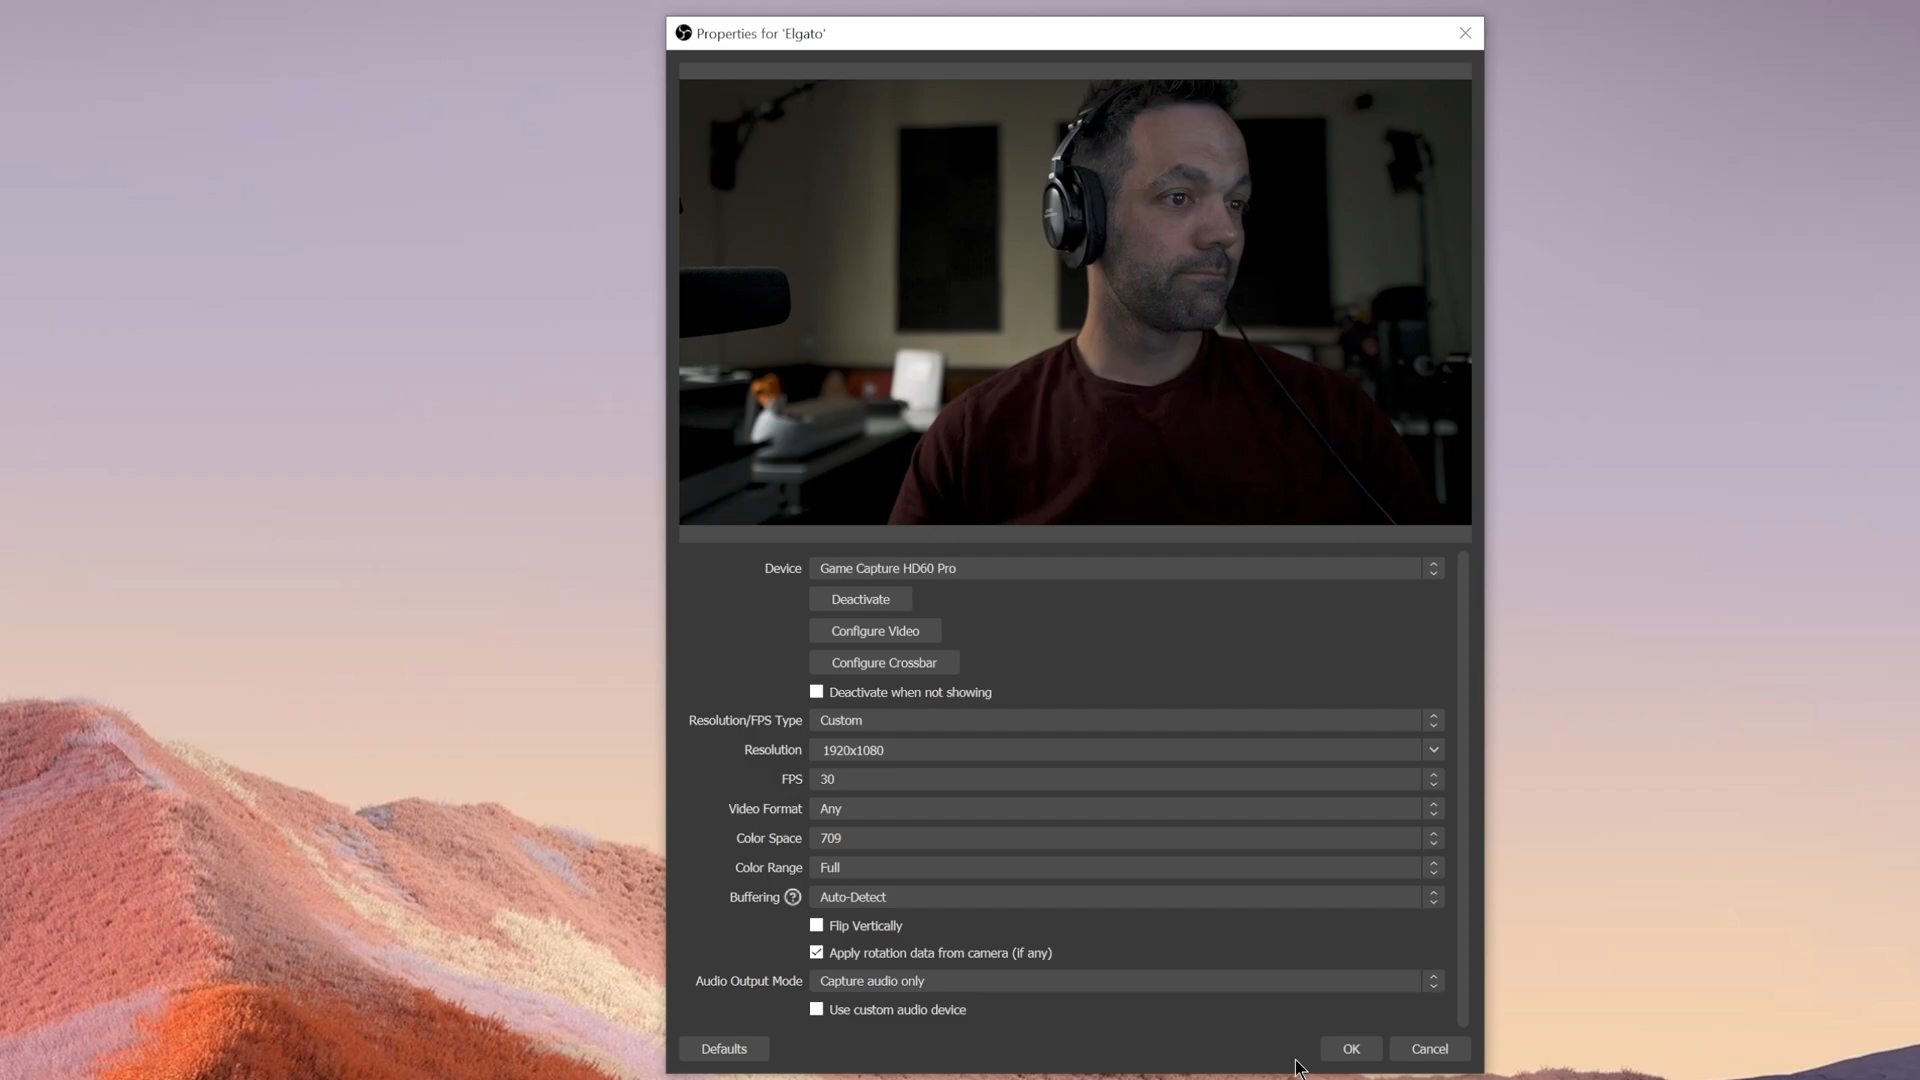 Properties for 'Elgato'
Device Game Capture HD60 Pro
Deactivate
Configure Video
Configure Crossbar
Deactivate when not showing
Resolution/FPS Type Custom
Resolution 1920x1080
FPS 30
Video Format Any
Color Space 709
Color Range Full
Buffering ? Auto-Detect
Flip Vertically
Apply rotation data from camera (if any)
Audio Output Mode Capture audio only
Use custom audio device
Defaults OK Cancel